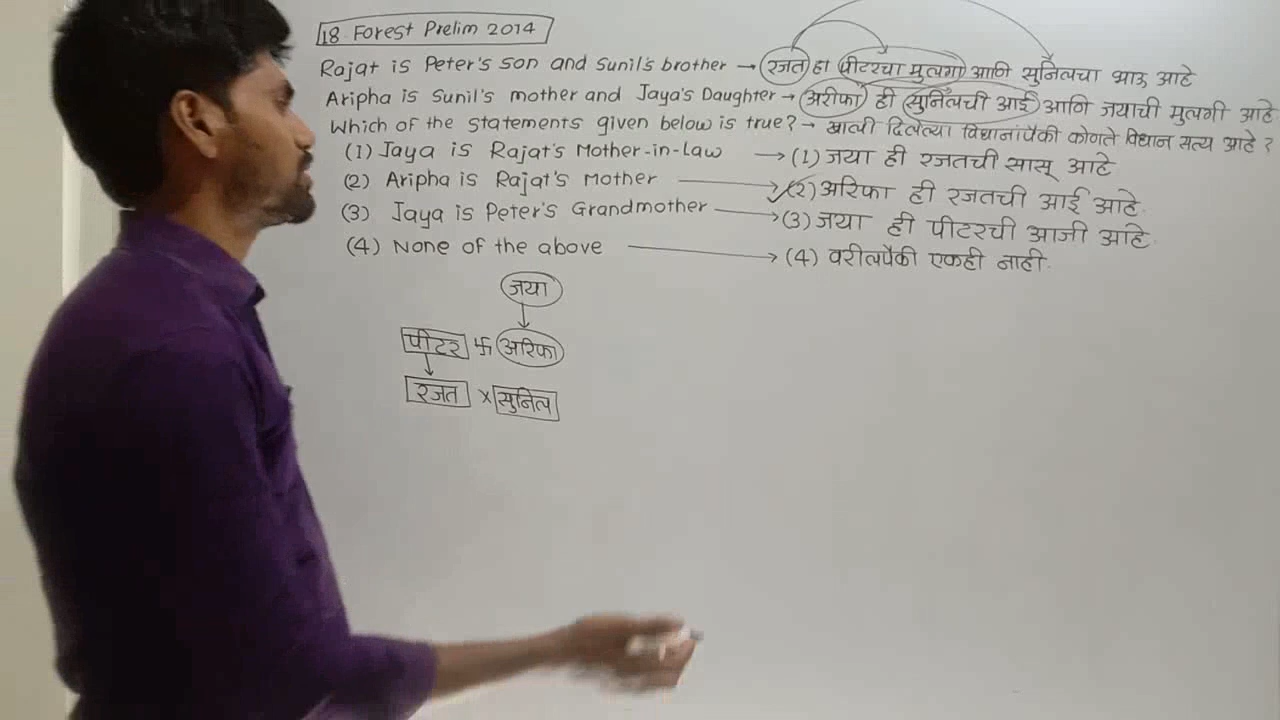 18. Forest Prelim 2014
Rajat is Peter's son and Sunil's brother → रजत हा पीटरचा मुलगा आणि सुनिलचा भाऊ आहे
Aripha is Sunil's mother and Jaya's Daughter → अरीफा ही सुनिलची आई आणि जयाची मुलगी आहे.
Which of the statements given below is true? → खाली दिलेल्या विधानांपैकी कोणते विधान सत्य आहे ?
(1) Jaya is Rajat's Mother-in-Law → (1) जया ही रजतची सासू आहे
(2) Aripha is Rajat's Mother → (2) अरिफा ही रजतची आई आहे.
(3) Jaya is Peter's Grandmother → (3) जया ही पीटरची आजी आहे.
(4) None of the above → (4) वरीलपैकी एकही नाही.
जया
पीटर 卐 अरिफा
रजत × सुनिल